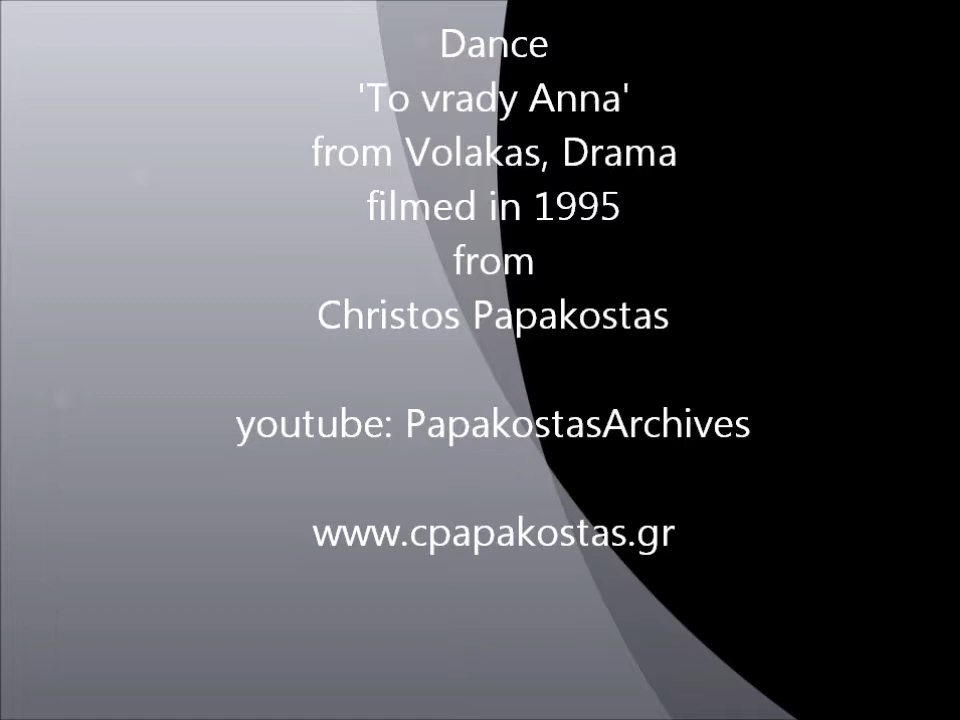 Dance
'To vrady Anna'
from Volakas, Drama
filmed in 1995
from
Christos Papakostas
youtube: PapakostasArchives
www.cpapakostas.gr